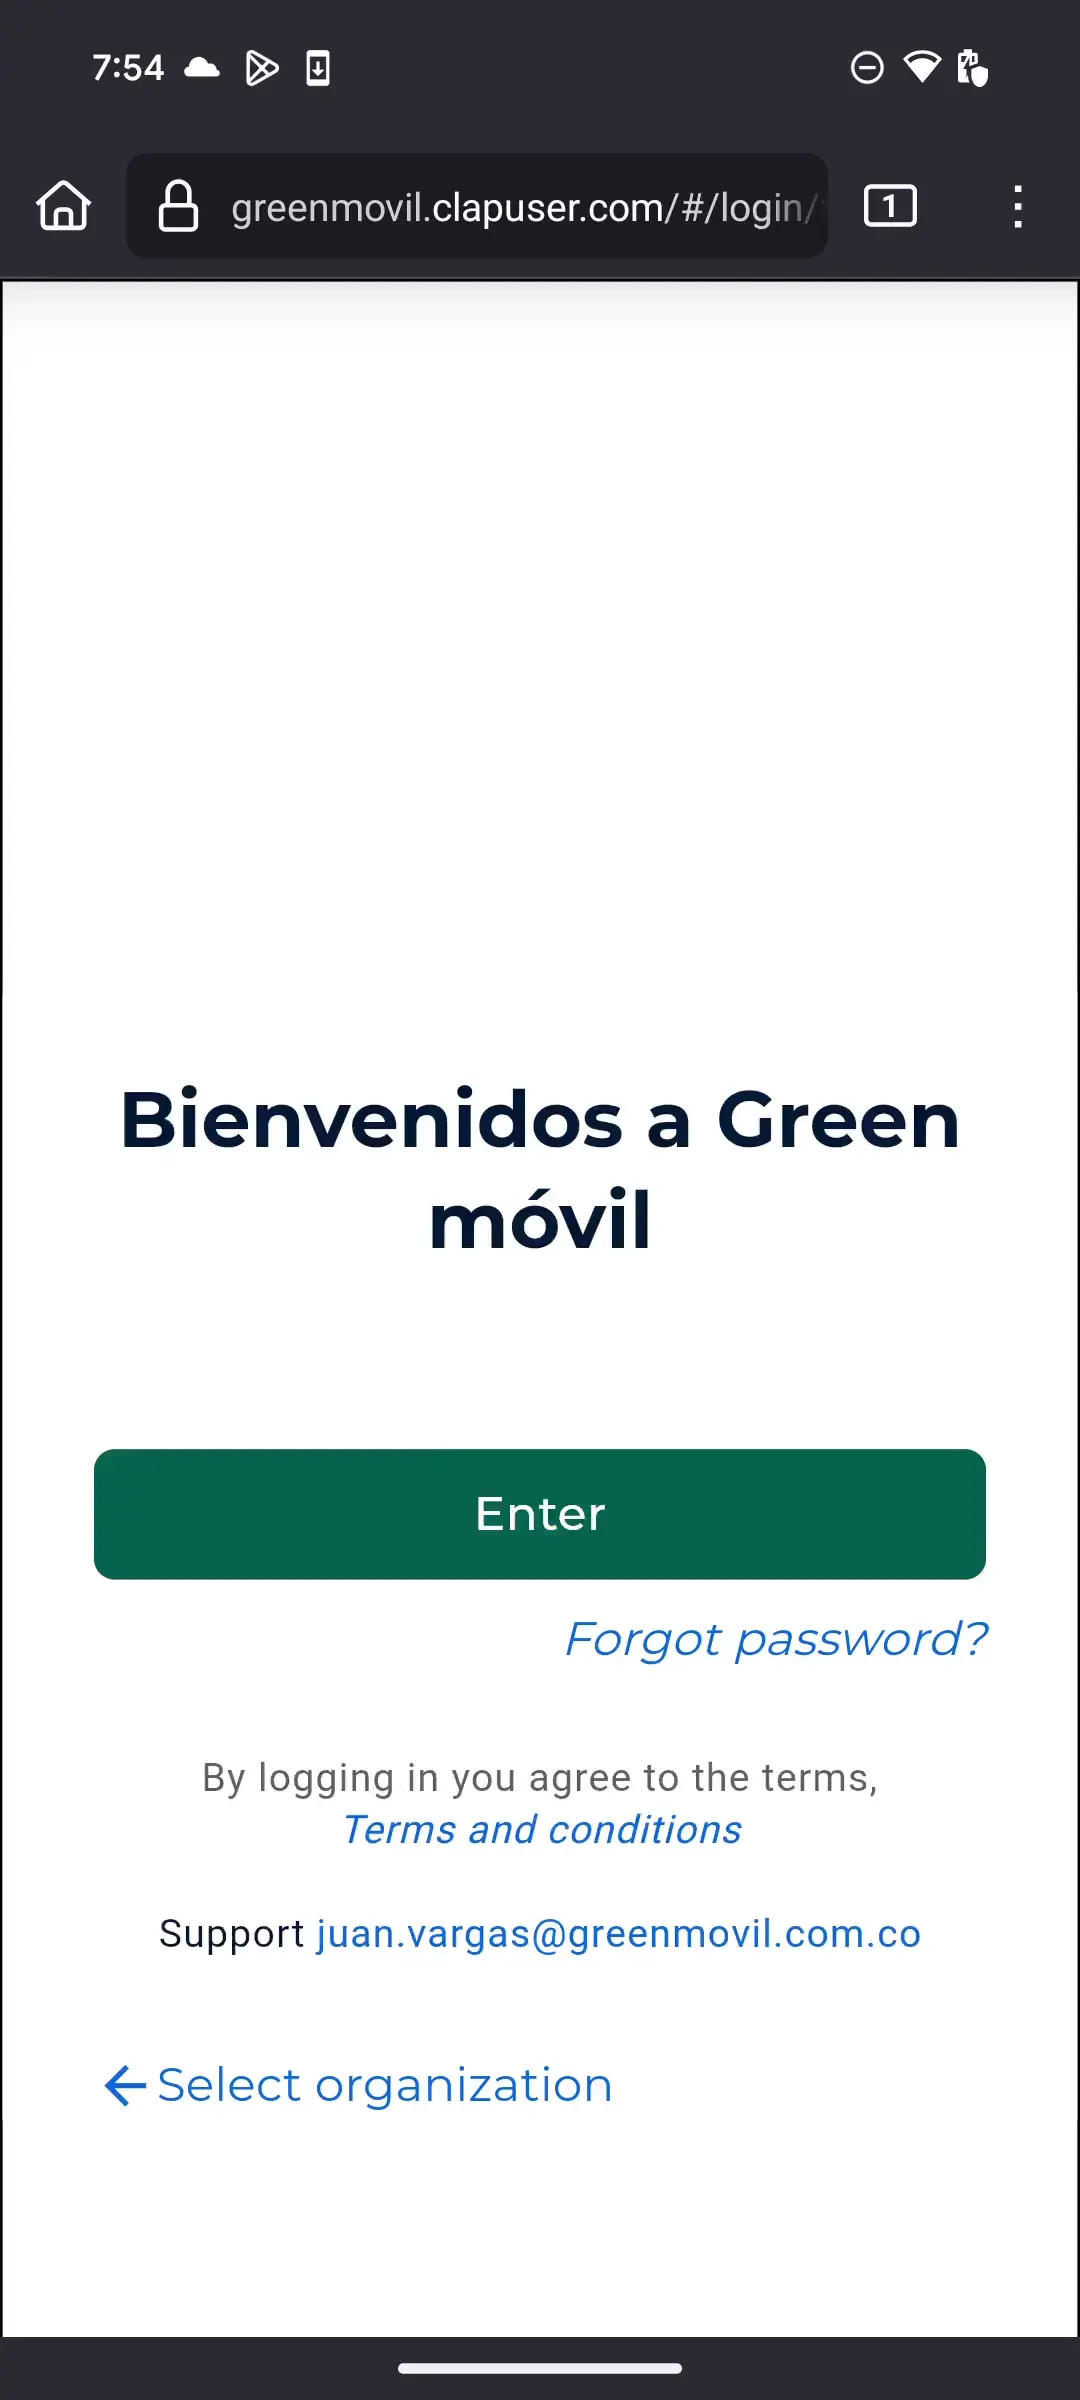 7:54
greenmovil.clapuser.com/#/login/
1
Bienvenidos a Green
móvil
Enter
Forgot password?
By logging in you agree to the terms,
Terms and conditions
Support juan.vargas@greenmovil.com.co
Select organization